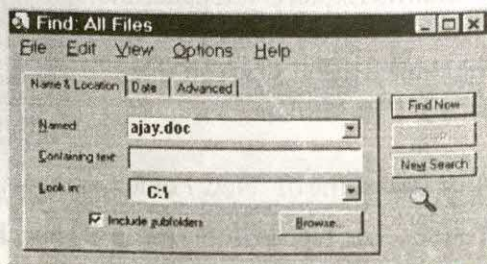 Find: All Files
File Edit View Options Help
Name & Location Date Advanced
Named: ajay.doc
Containing text:
Look in: C:\
Include subfolders
Browse...
Find Now
New Search